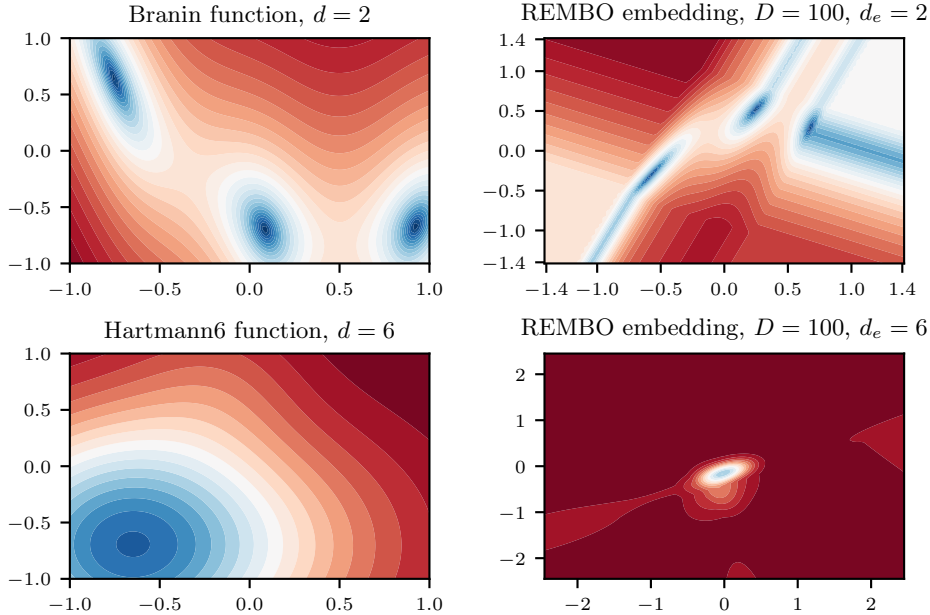 Branin function, d = 2
REMBO embedding, D = 100, d_e = 2
1.0
0.5
0.0
−0.5
−1.0
−1.0 −0.5 0.0 0.5 1.0
1.4
1.0
0.5
0.0
−0.5
−1.0
−1.4
−1.4 −1.0 −0.5 0.0 0.5 1.0 1.4
Hartmann6 function, d = 6
REMBO embedding, D = 100, d_e = 6
1.0
0.5
0.0
−0.5
−1.0
−1.0 −0.5 0.0 0.5 1.0
2
1
0
−1
−2
−2 −1 0 1 2